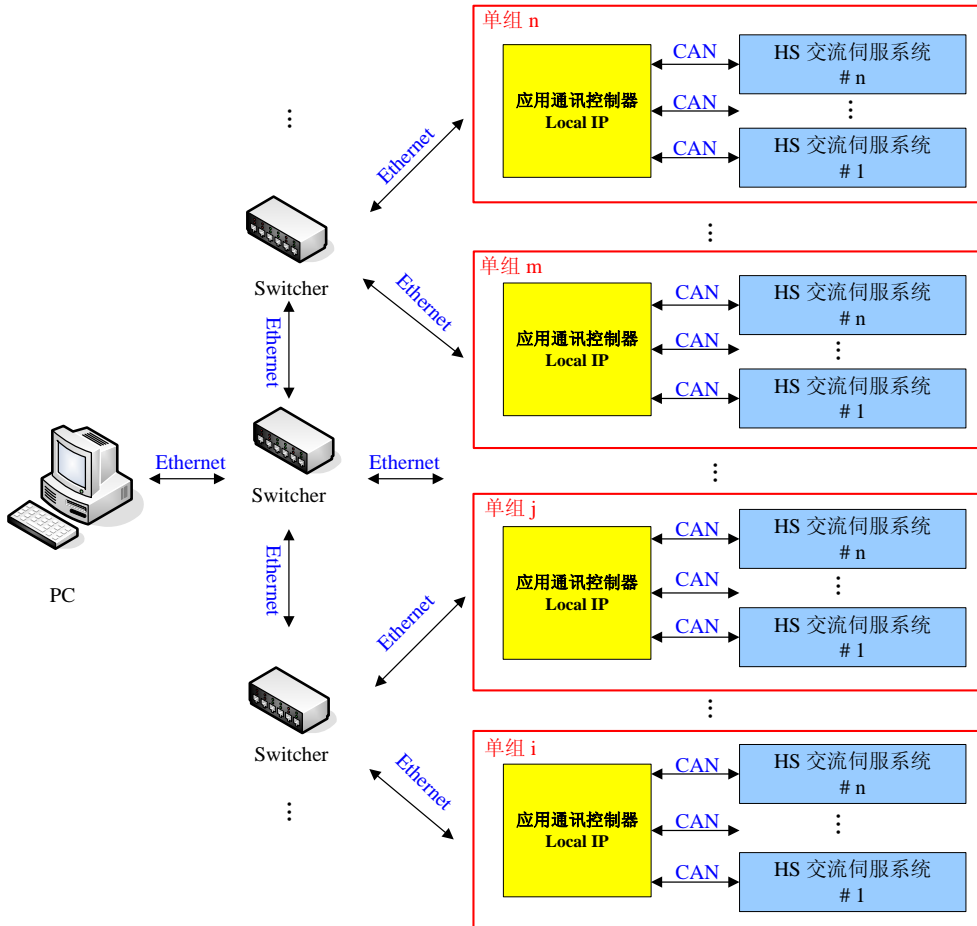 单组 n
应用通讯控制器
Local IP
CAN
CAN
CAN
HS 交流伺服系统
# n
⋮
HS 交流伺服系统
# 1
⋮
Ethernet
Switcher
Ethernet
Ethernet
⋮
单组 m
应用通讯控制器
Local IP
CAN
CAN
CAN
HS 交流伺服系统
# n
⋮
HS 交流伺服系统
# 1
PC
Ethernet
Switcher
Ethernet
Ethernet
⋮
单组 j
应用通讯控制器
Local IP
CAN
CAN
CAN
HS 交流伺服系统
# n
⋮
HS 交流伺服系统
# 1
Ethernet
Switcher
Ethernet
⋮
⋮
单组 i
应用通讯控制器
Local IP
CAN
CAN
CAN
HS 交流伺服系统
# n
⋮
HS 交流伺服系统
# 1